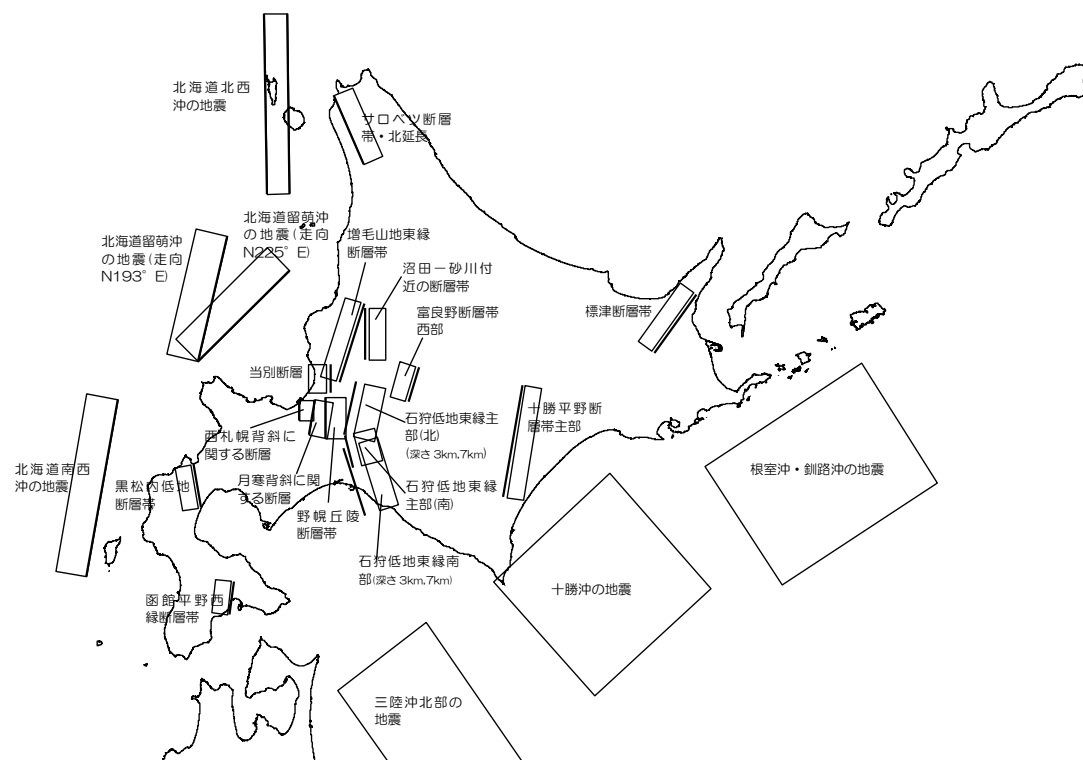 北海道北西
沖の地震
サロベツ断層
帯・北延長
北海道留萌沖
の地震(走向
N193°E)
北海道留萌沖
の地震(走向
N225°E)
増毛山地東縁
断層帯
沼田ー砂川付
近の断層帯
富良野断層帯
西部
標津断層帯
当別断層
西札幌背斜に
関する断層
月寒背斜に関
する断層
野幌丘陵
断層帯
石狩低地東縁主
部(北)
(深さ3km,7km)
石狩低地東縁
主部(南)
石狩低地東縁南
部(深さ3km,7km)
十勝平野断
層帯主部
北海道南西
沖の地震
黒松内低地
断層帯
函館平野西
縁断層帯
根室沖・釧路沖の地震
十勝沖の地震
三陸沖北部の
地震